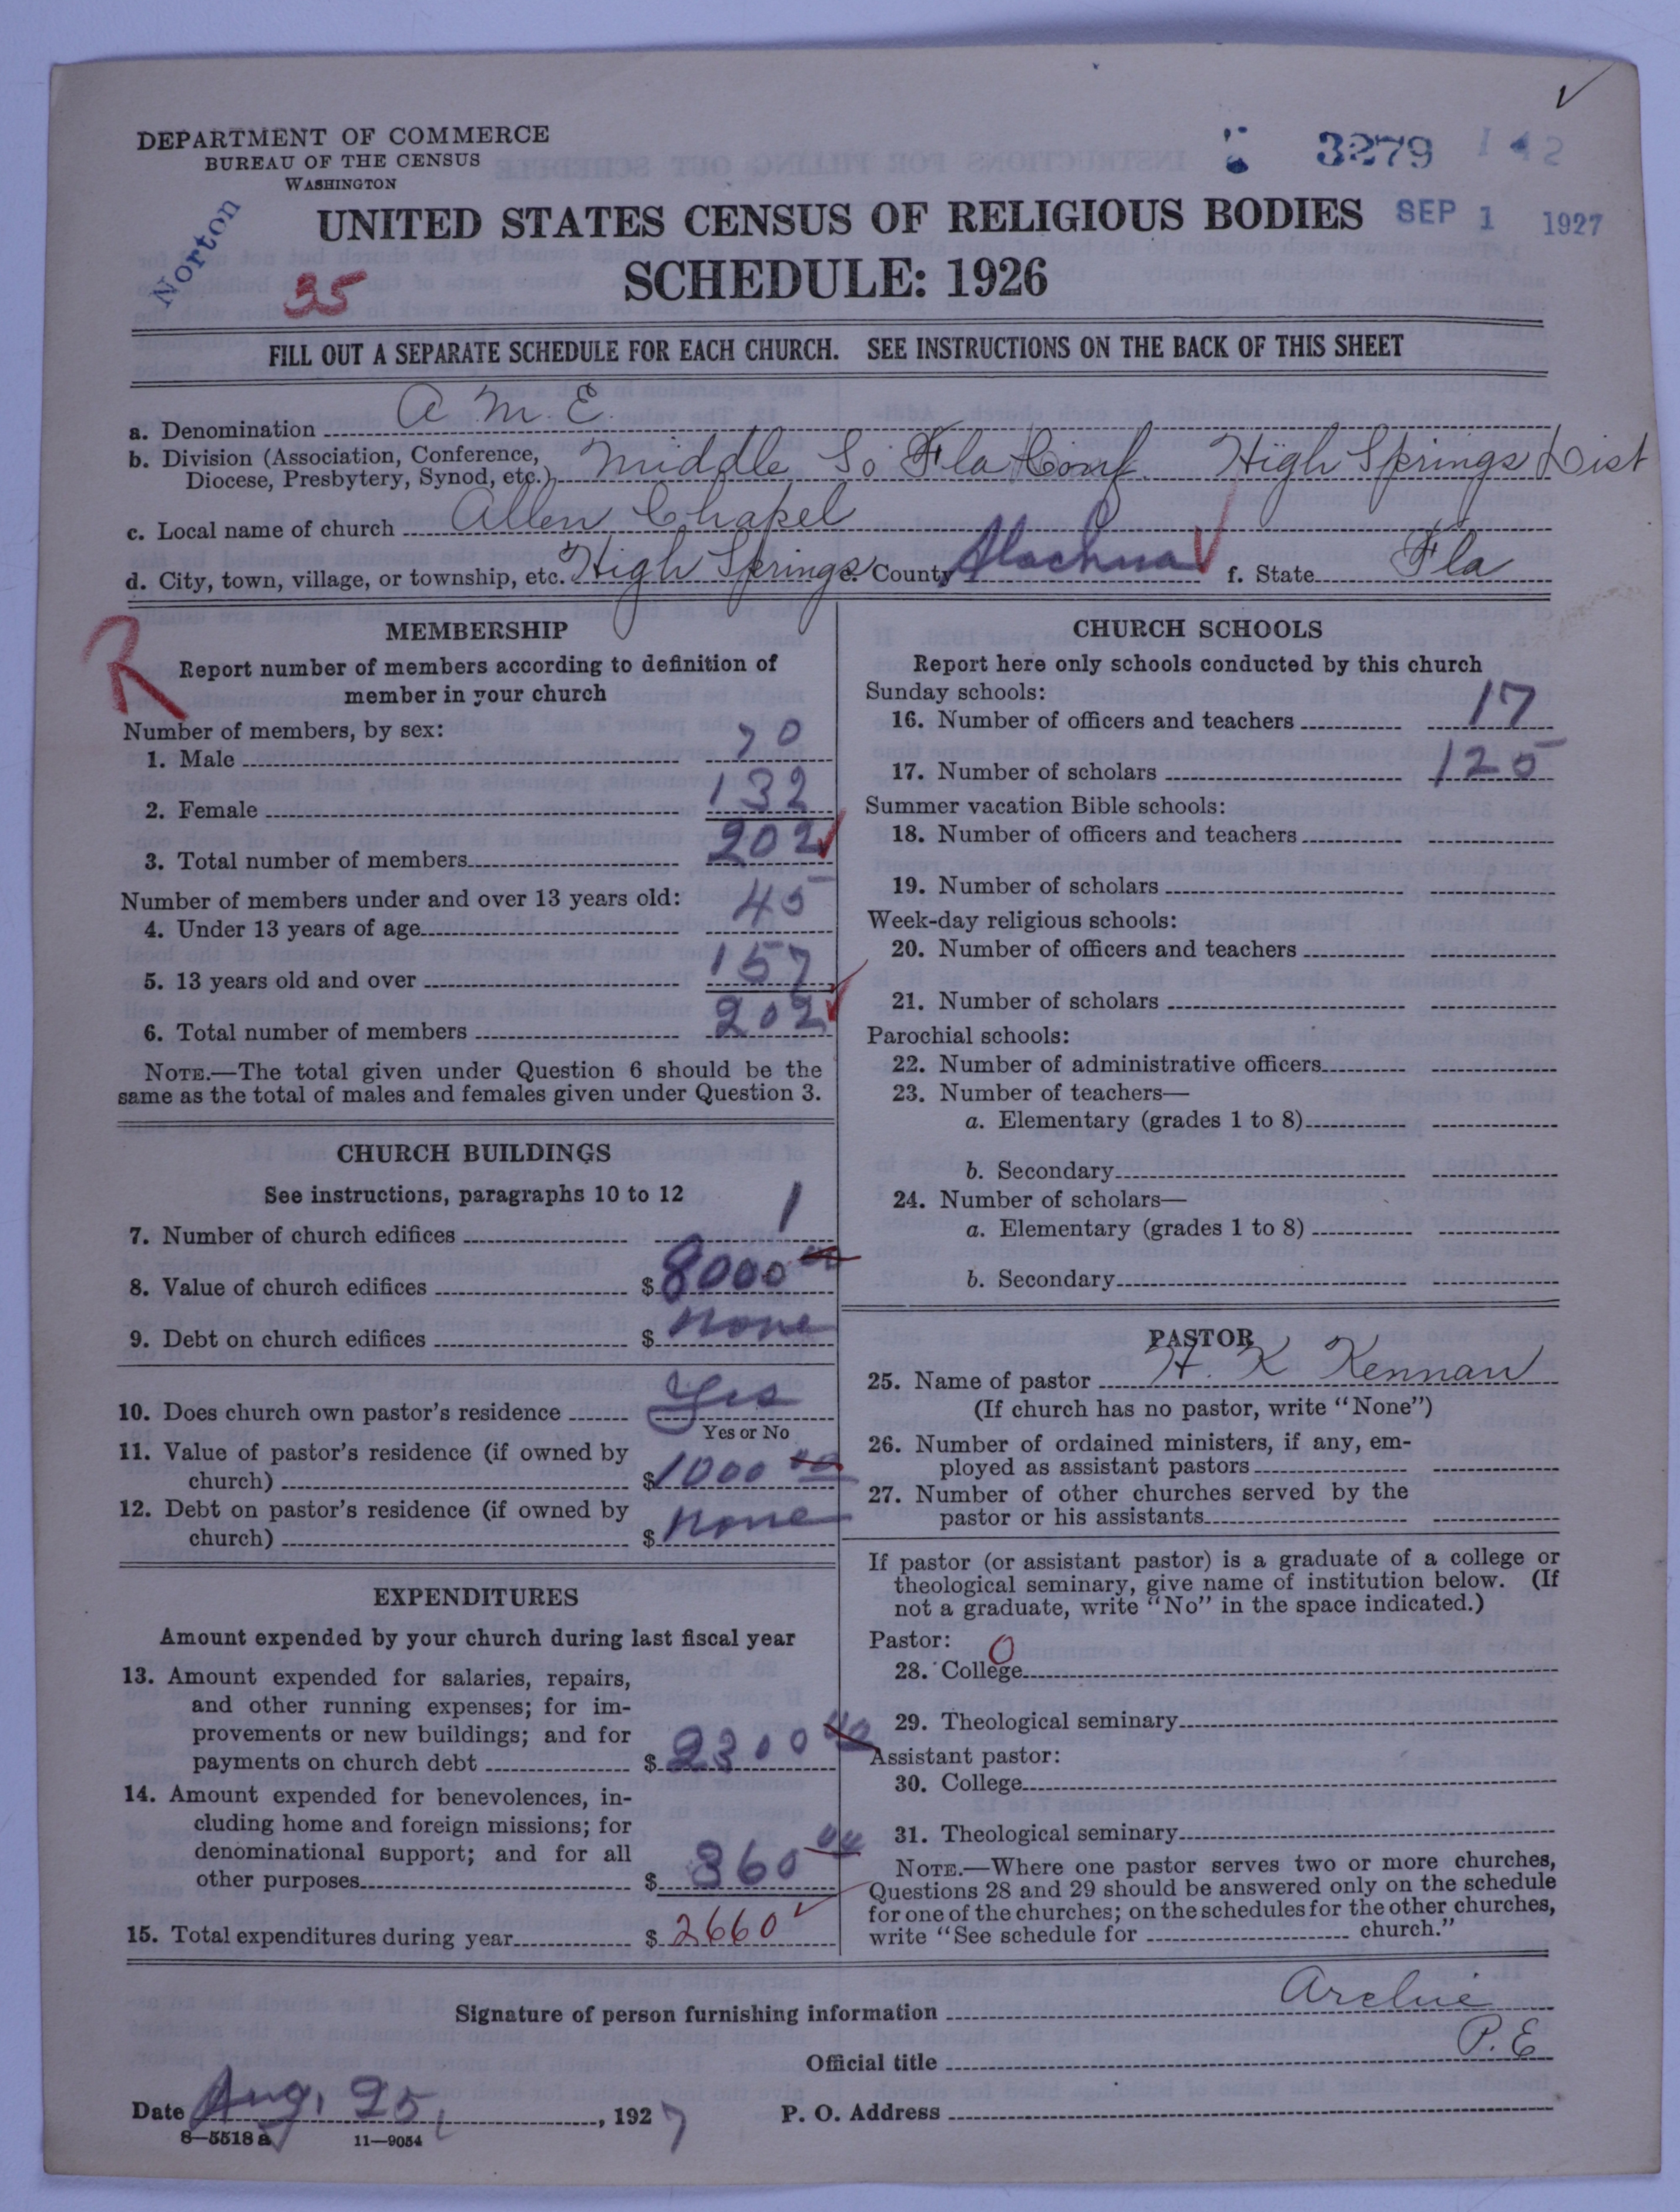 DEPARTMENT OF COMMERCE
BUREAU OF THE CENSUS
WASHINGTON
3279 142
Norton
UNITED STATES CENSUS OF RELIGIOUS BODIES
SEP 1 1927
35
SCHEDULE: 1926
FILL OUT A SEPARATE SCHEDULE FOR EACH CHURCH. SEE INSTRUCTIONS ON THE BACK OF THIS SHEET
a. Denomination A. M. E.
b. Division (Association, Conference, Diocese, Presbytery, Synod, etc.) Middle So Fla Conf. High Springs Dist
c. Local name of church Allen Chapel
d. City, town, village, or township, etc. High Springs e. County Alachua f. State Fla
R
MEMBERSHIP
Report number of members according to definition of
member in your church
Number of members, by sex:
1. Male 70
2. Female 132
3. Total number of members 202
Number of members under and over 13 years old:
4. Under 13 years of age 45
5. 13 years old and over 157
6. Total number of members 202
NOTE.—The total given under Question 6 should be the
same as the total of males and females given under Question 3.
CHURCH BUILDINGS
See instructions, paragraphs 10 to 12
7. Number of church edifices 1
8. Value of church edifices $ 8000 00
9. Debt on church edifices $ None
10. Does church own pastor's residence Yes
Yes or No
11. Value of pastor's residence (if owned by
church) $ 1000 00
12. Debt on pastor's residence (if owned by
church) $ None
EXPENDITURES
Amount expended by your church during last fiscal year
13. Amount expended for salaries, repairs,
and other running expenses; for im-
provements or new buildings; and for
payments on church debt $ 2300 00
14. Amount expended for benevolences, in-
cluding home and foreign missions; for
denominational support; and for all
other purposes $ 360 00
15. Total expenditures during year $ 2660
CHURCH SCHOOLS
Report here only schools conducted by this church
Sunday schools:
16. Number of officers and teachers 17
17. Number of scholars 125
Summer vacation Bible schools:
18. Number of officers and teachers
19. Number of scholars
Week-day religious schools:
20. Number of officers and teachers
21. Number of scholars
Parochial schools:
22. Number of administrative officers
23. Number of teachers—
a. Elementary (grades 1 to 8)
b. Secondary
24. Number of scholars—
a. Elementary (grades 1 to 8)
b. Secondary
PASTOR
25. Name of pastor H. K Kennan
(If church has no pastor, write "None")
26. Number of ordained ministers, if any, em-
ployed as assistant pastors
27. Number of other churches served by the
pastor or his assistants
If pastor (or assistant pastor) is a graduate of a college or
theological seminary, give name of institution below. (If
not a graduate, write "No" in the space indicated.)
Pastor:
28. College O
29. Theological seminary
Assistant pastor:
30. College
31. Theological seminary
NOTE.—Where one pastor serves two or more churches,
Questions 28 and 29 should be answered only on the schedule
for one of the churches; on the schedules for the other churches,
write "See schedule for church."
Signature of person furnishing information Archie
Official title P. E
Date Aug. 25, 1927
P. O. Address
8—5518 a 11—9054